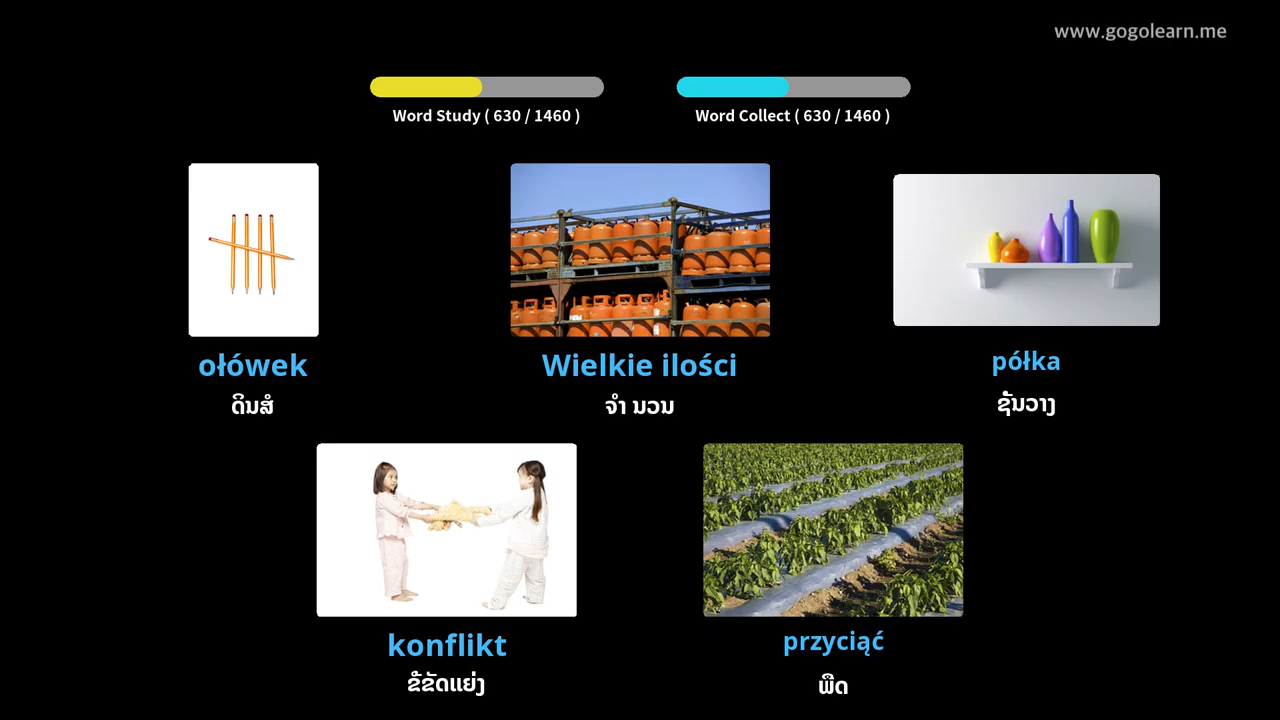 www.gogolearn.me
Word Study ( 630 / 1460 )
Word Collect ( 630 / 1460 )
ołówek
ດິນສໍ
Wielkie ilości
ຈໍາ ນວນ
półka
ຊັ້ນວາງ
konflikt
ຂໍ້ຂັດແຍ່ງ
przyciąć
ພືດ